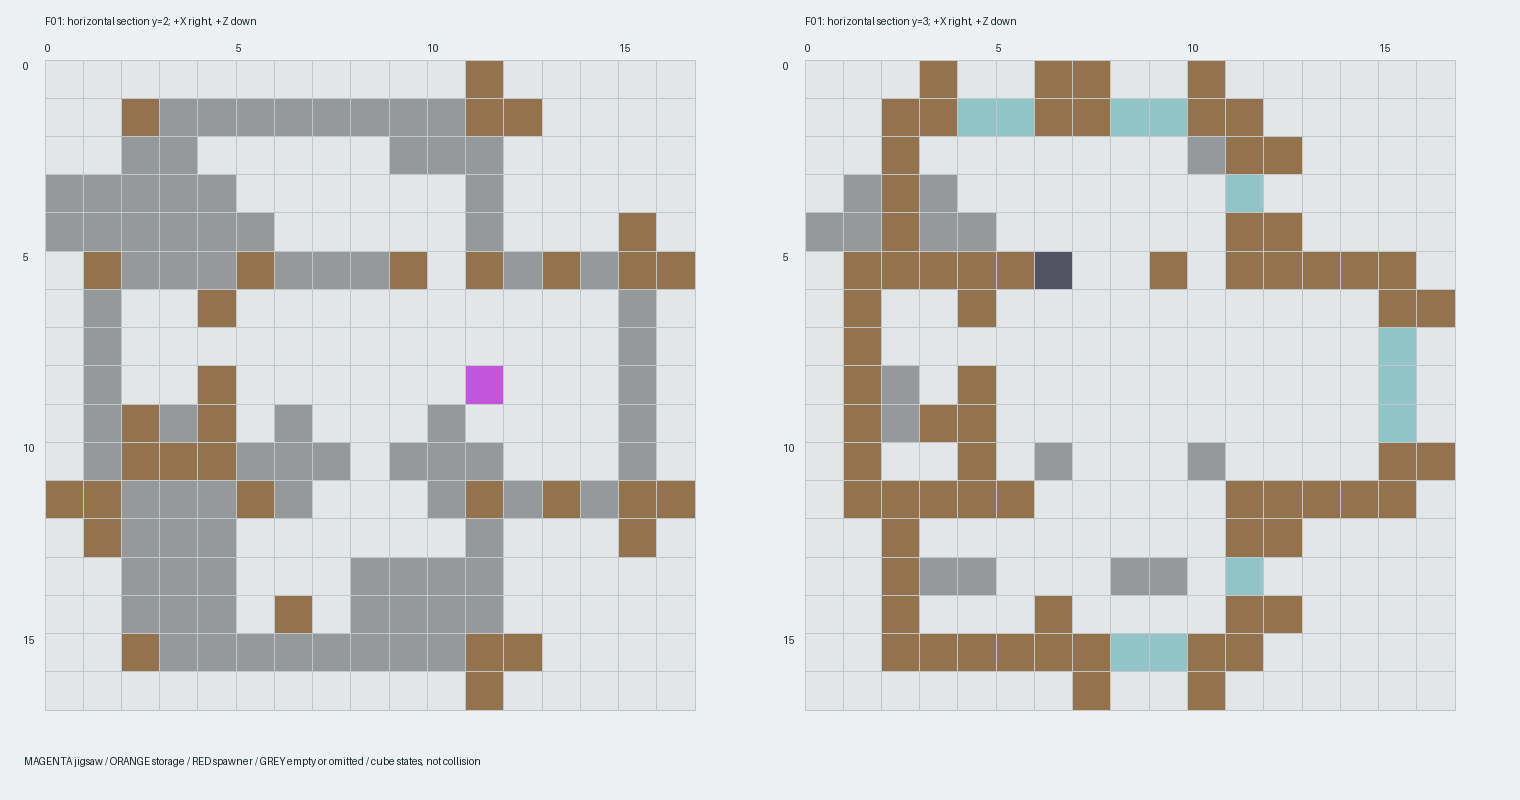 F01: horizontal section y=2; +X right, +Z down
F01: horizontal section y=3; +X right, +Z down
0 5 10 15
0 5 10 15
0 0
5 5
10 10
15 15
MAGENTA jigsaw / ORANGE storage / RED spawner / GREY empty or omitted / cube states, not collision